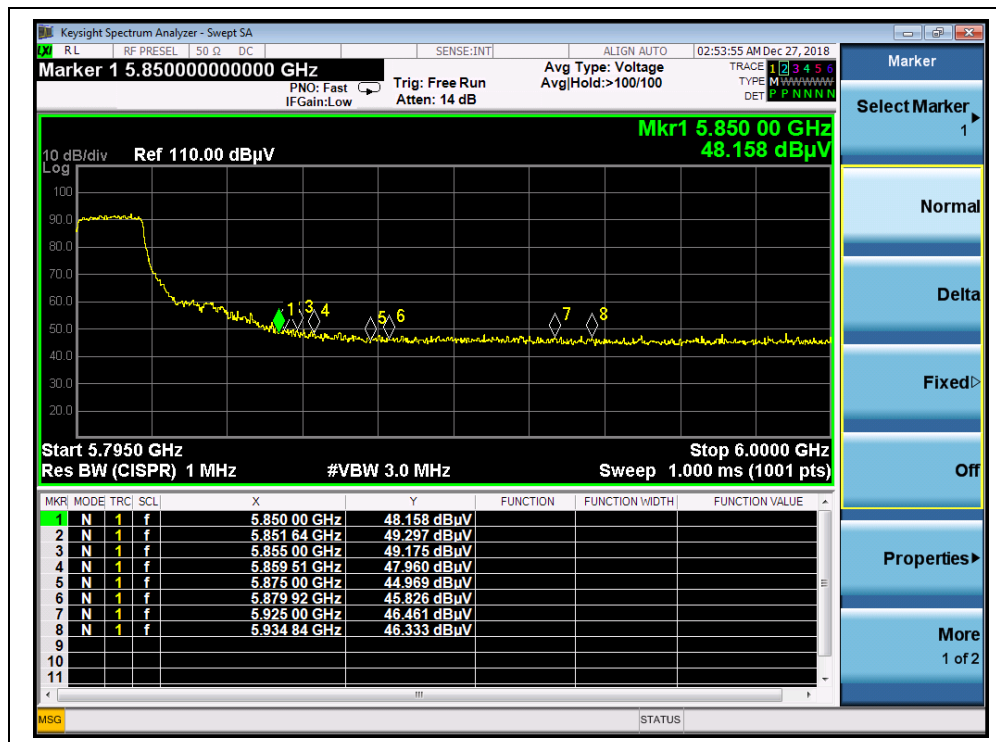 Keysight Spectrum Analyzer - Swept SA
LXI RL RF PRESEL 50 Ω DC SENSE:INT ALIGN AUTO 02:53:55 AM Dec 27, 2018
Marker 1 5.850000000000 GHz
PNO: Fast
IFGain:Low
Trig: Free Run
Atten: 14 dB
Avg Type: Voltage
Avg|Hold:>100/100
TRACE 1 2 3 4 5 6
TYPE M W W W W W
DET P P N N N N
Mkr1 5.850 00 GHz
48.158 dBµV
10 dB/div Ref 110.00 dBµV
Log
100
90.0
80.0
70.0
60.0
50.0
40.0
30.0
20.0
1 3 4 5 6 7 8
Start 5.7950 GHz Stop 6.0000 GHz
Res BW (CISPR) 1 MHz #VBW 3.0 MHz Sweep 1.000 ms (1001 pts)
MKR MODE TRC SCL X Y FUNCTION FUNCTION WIDTH FUNCTION VALUE
1 N 1 f 5.850 00 GHz 48.158 dBµV
2 N 1 f 5.851 64 GHz 49.297 dBµV
3 N 1 f 5.855 00 GHz 49.175 dBµV
4 N 1 f 5.859 51 GHz 47.960 dBµV
5 N 1 f 5.875 00 GHz 44.969 dBµV
6 N 1 f 5.879 92 GHz 45.826 dBµV
7 N 1 f 5.925 00 GHz 46.461 dBµV
8 N 1 f 5.934 84 GHz 46.333 dBµV
9
10
11
MSG STATUS
Marker
Select Marker
1
Normal
Delta
Fixed
Off
Properties
More
1 of 2